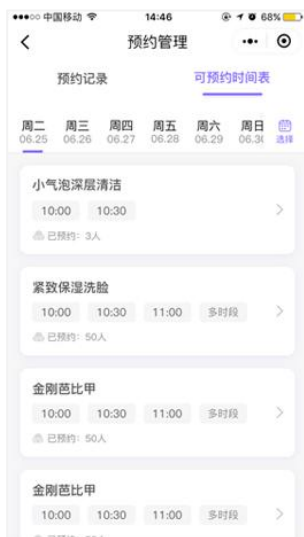 中国移动 14:46 68%
预约管理
预约记录 可预约时间表
周二 周三 周四 周五 周六 周日
06.25 06.26 06.27 06.28 06.29 06.30 选择
小气泡深层清洁
10:00 10:30
已预约：3人
紧致保湿洗脸
10:00 10:30 11:00 多时段
已预约：50人
金刚芭比甲
10:00 10:30 11:00 多时段
已预约：50人
金刚芭比甲
10:00 10:30 11:00 多时段